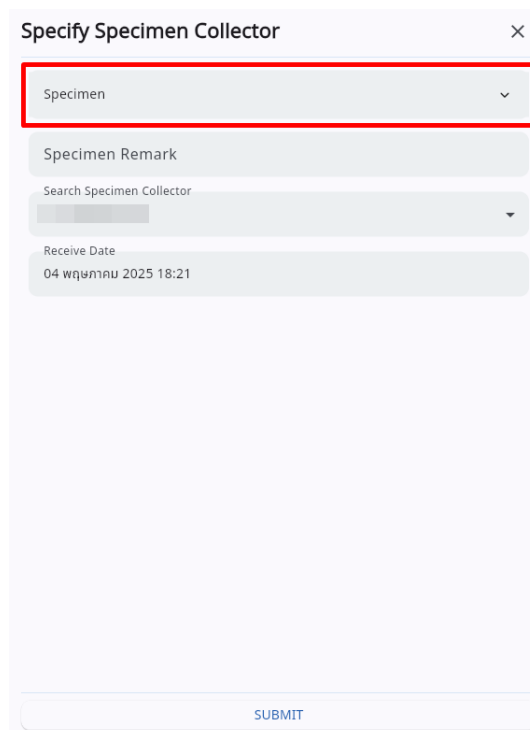 Specify Specimen Collector
Specimen
Specimen Remark
Search Specimen Collector
Receive Date
04 พฤษภาคม 2025 18:21
SUBMIT